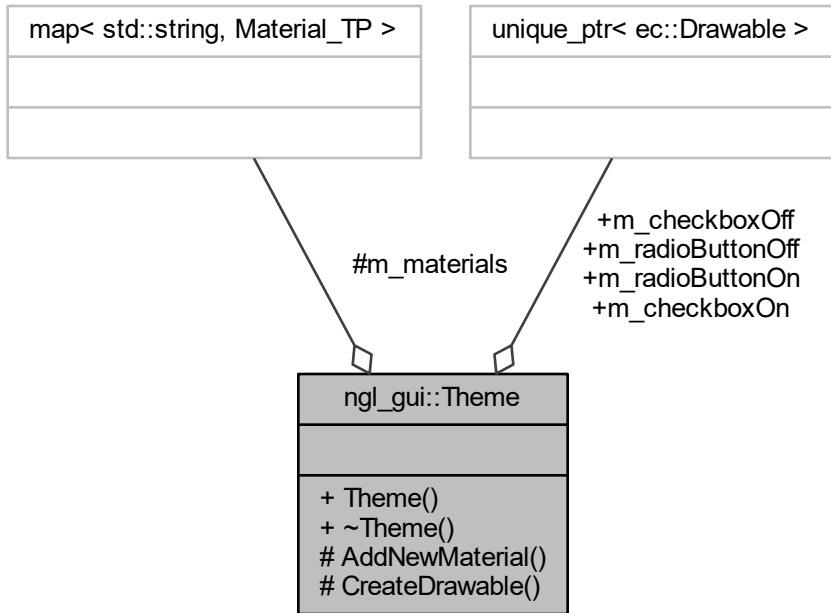 map< std::string, Material_TP >
unique_ptr< ec::Drawable >
#m_materials
+m_checkboxOff
+m_radioButtonOff
+m_radioButtonOn
+m_checkboxOn
ngl_gui::Theme
+ Theme()
+ ~Theme()
# AddNewMaterial()
# CreateDrawable()